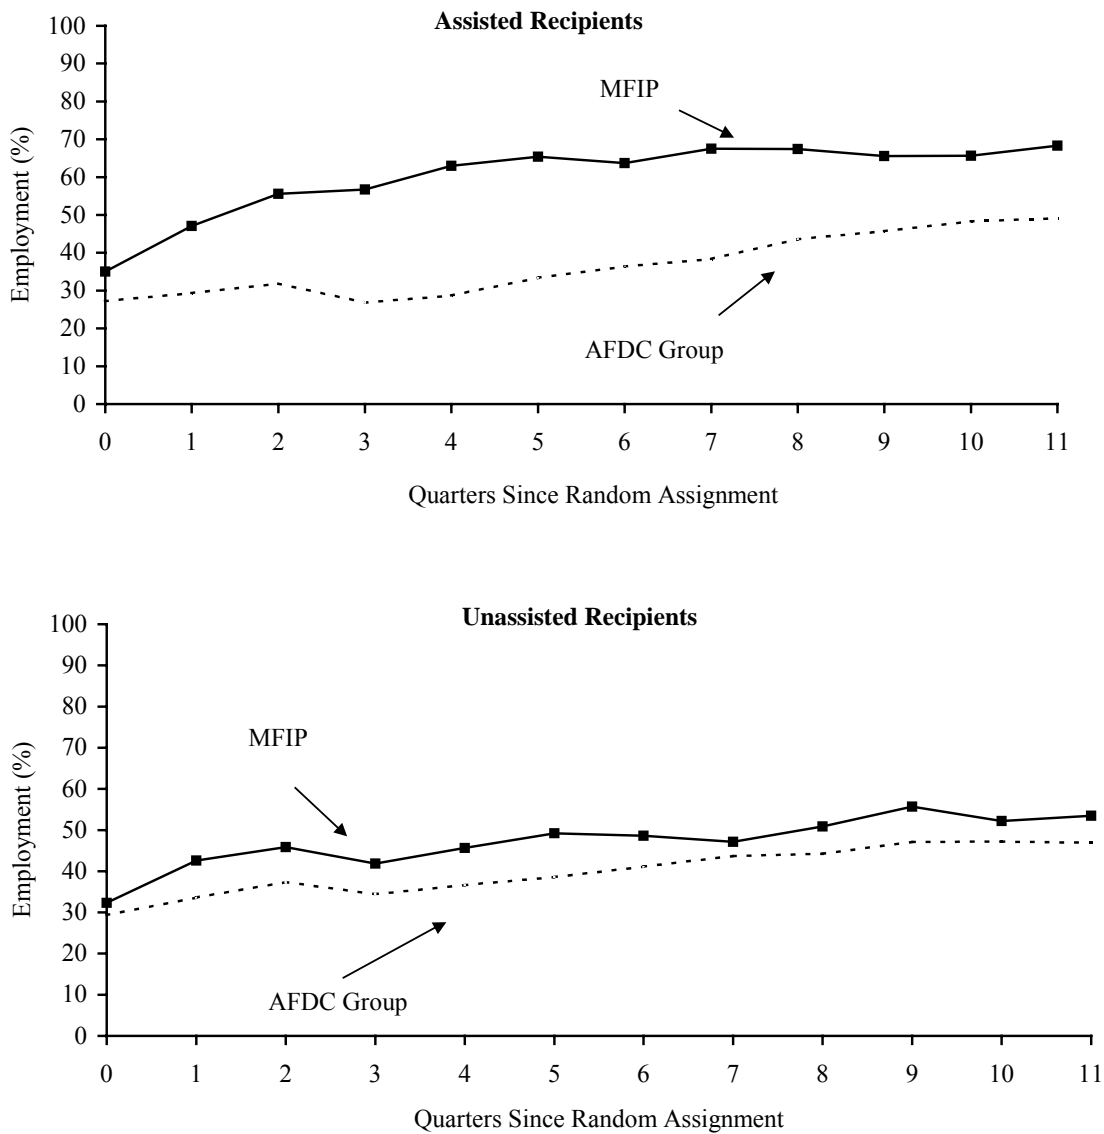 Assisted Recipients
100
90
80
70
60
50
40
30
20
10
0
Employment (%)
MFIP
AFDC Group
0 1 2 3 4 5 6 7 8 9 10 11
Quarters Since Random Assignment
Unassisted Recipients
100
90
80
70
60
50
40
30
20
10
0
Employment (%)
MFIP
AFDC Group
0 1 2 3 4 5 6 7 8 9 10 11
Quarters Since Random Assignment